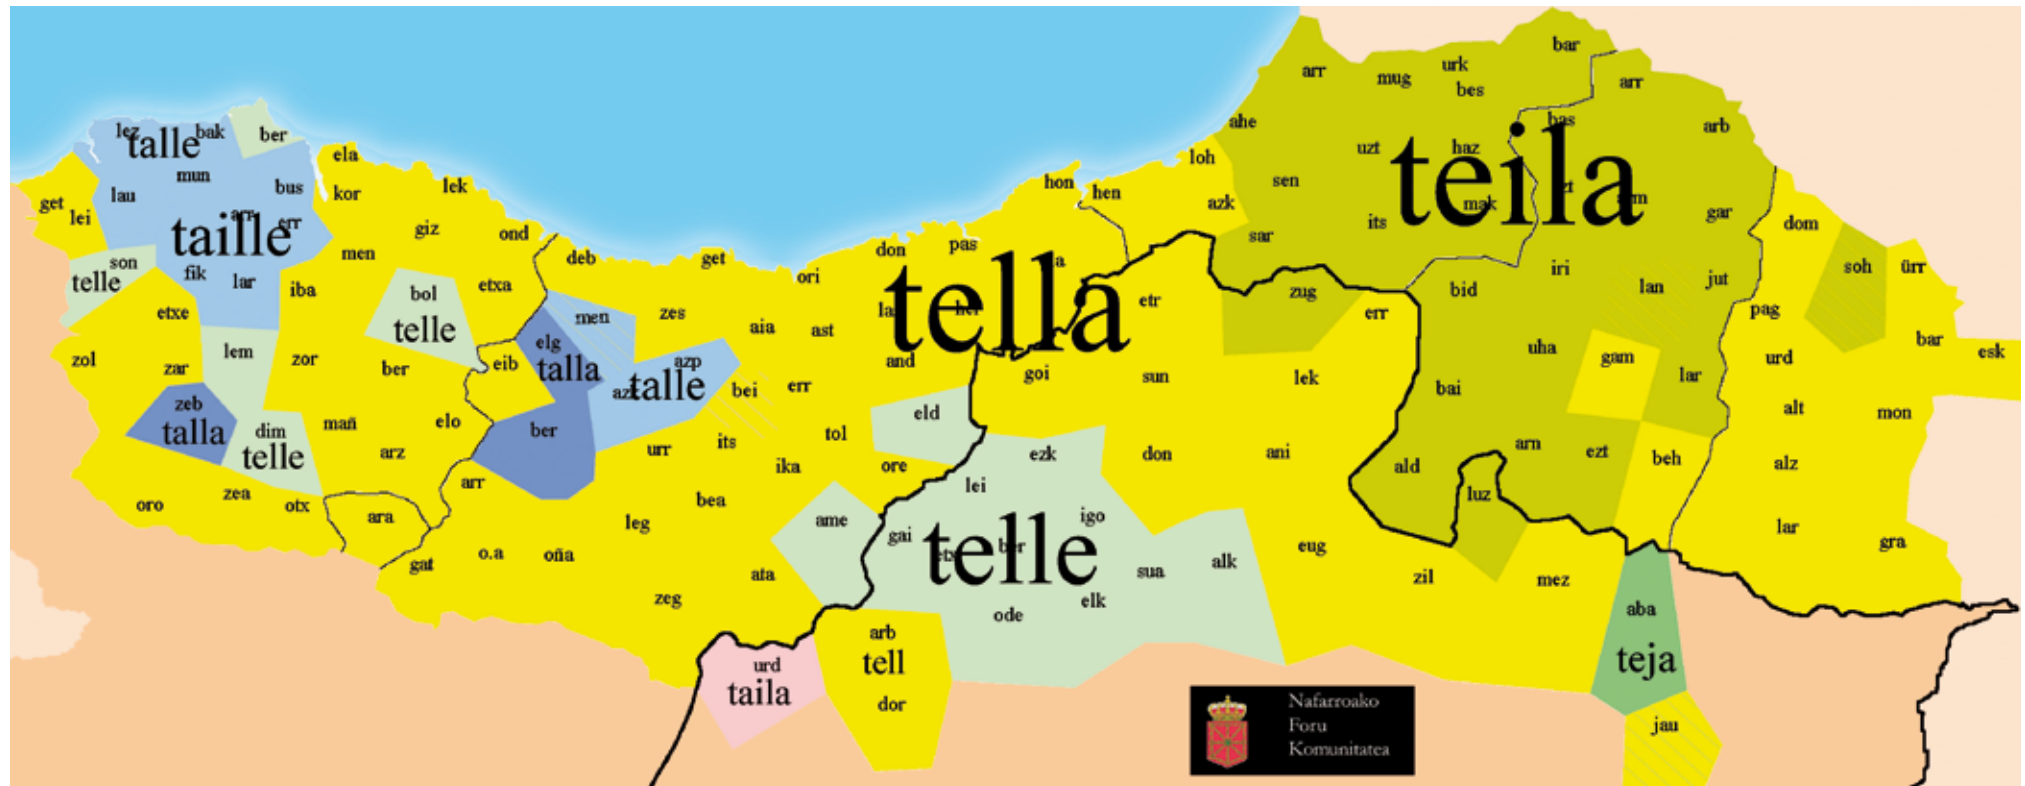 bar
urk
arr
mug
bes
arr
bas
arb
ahe
lez
talle
bak
ber
ela
loh
uzt
haz
teila
mun
lau
bus
kor
lek
hon
hen
azk
sen
mak
gar
get
lei
taille
err
giz
ond
sar
its
dom
men
deb
get
don
pas
son
telle
fik
lar
iba
bol
etxa
ori
tella
iri
bid
lan
jut
soh
ürr
etxe
telle
men
zes
aia
ast
etr
zug
err
pag
bar
esk
zol
zar
lem
zor
ber
eib
elg
talla
azp
talle
bei
err
and
goi
sun
lek
uha
gam
lar
urd
bai
zeb
talla
dim
telle
mañ
elo
ber
its
tol
eld
alt
mon
arz
urr
ika
ore
ezk
don
ani
ald
arn
ezt
beh
alz
oro
zea
otx
ara
arr
bea
lei
luz
leg
ame
gai
telle
igo
ber
lar
gra
gat
o.a
oña
ata
sua
alk
eug
zil
mez
zeg
ode
elk
aba
arb
tell
teja
urd
taila
dor
jau
Nafarroako
Foru
Komunitatea